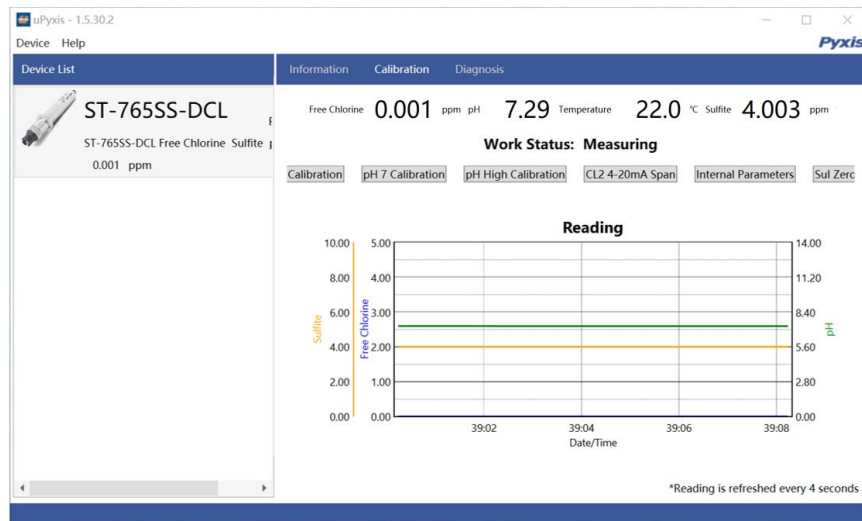 uPyxis - 1.5.30.2
Device Help
Pyxis
Device List
Information Calibration Diagnosis
ST-765SS-DCL
ST-765SS-DCL Free Chlorine Sulfite
0.001 ppm
Free Chlorine 0.001 ppm pH 7.29 Temperature 22.0 °C Sulfite 4.003 ppm
Work Status: Measuring
Calibration pH 7 Calibration pH High Calibration CL2 4-20mA Span Internal Parameters Sul Zero
Reading
10.00 5.00 14.00
8.00 4.00 11.20
6.00 3.00 8.40
Sulfite Free Chlorine pH
4.00 2.00 5.60
2.00 1.00 2.80
0.00 0.00 0.00
39:02 39:04 39:06 39:08
Date/Time
*Reading is refreshed every 4 seconds